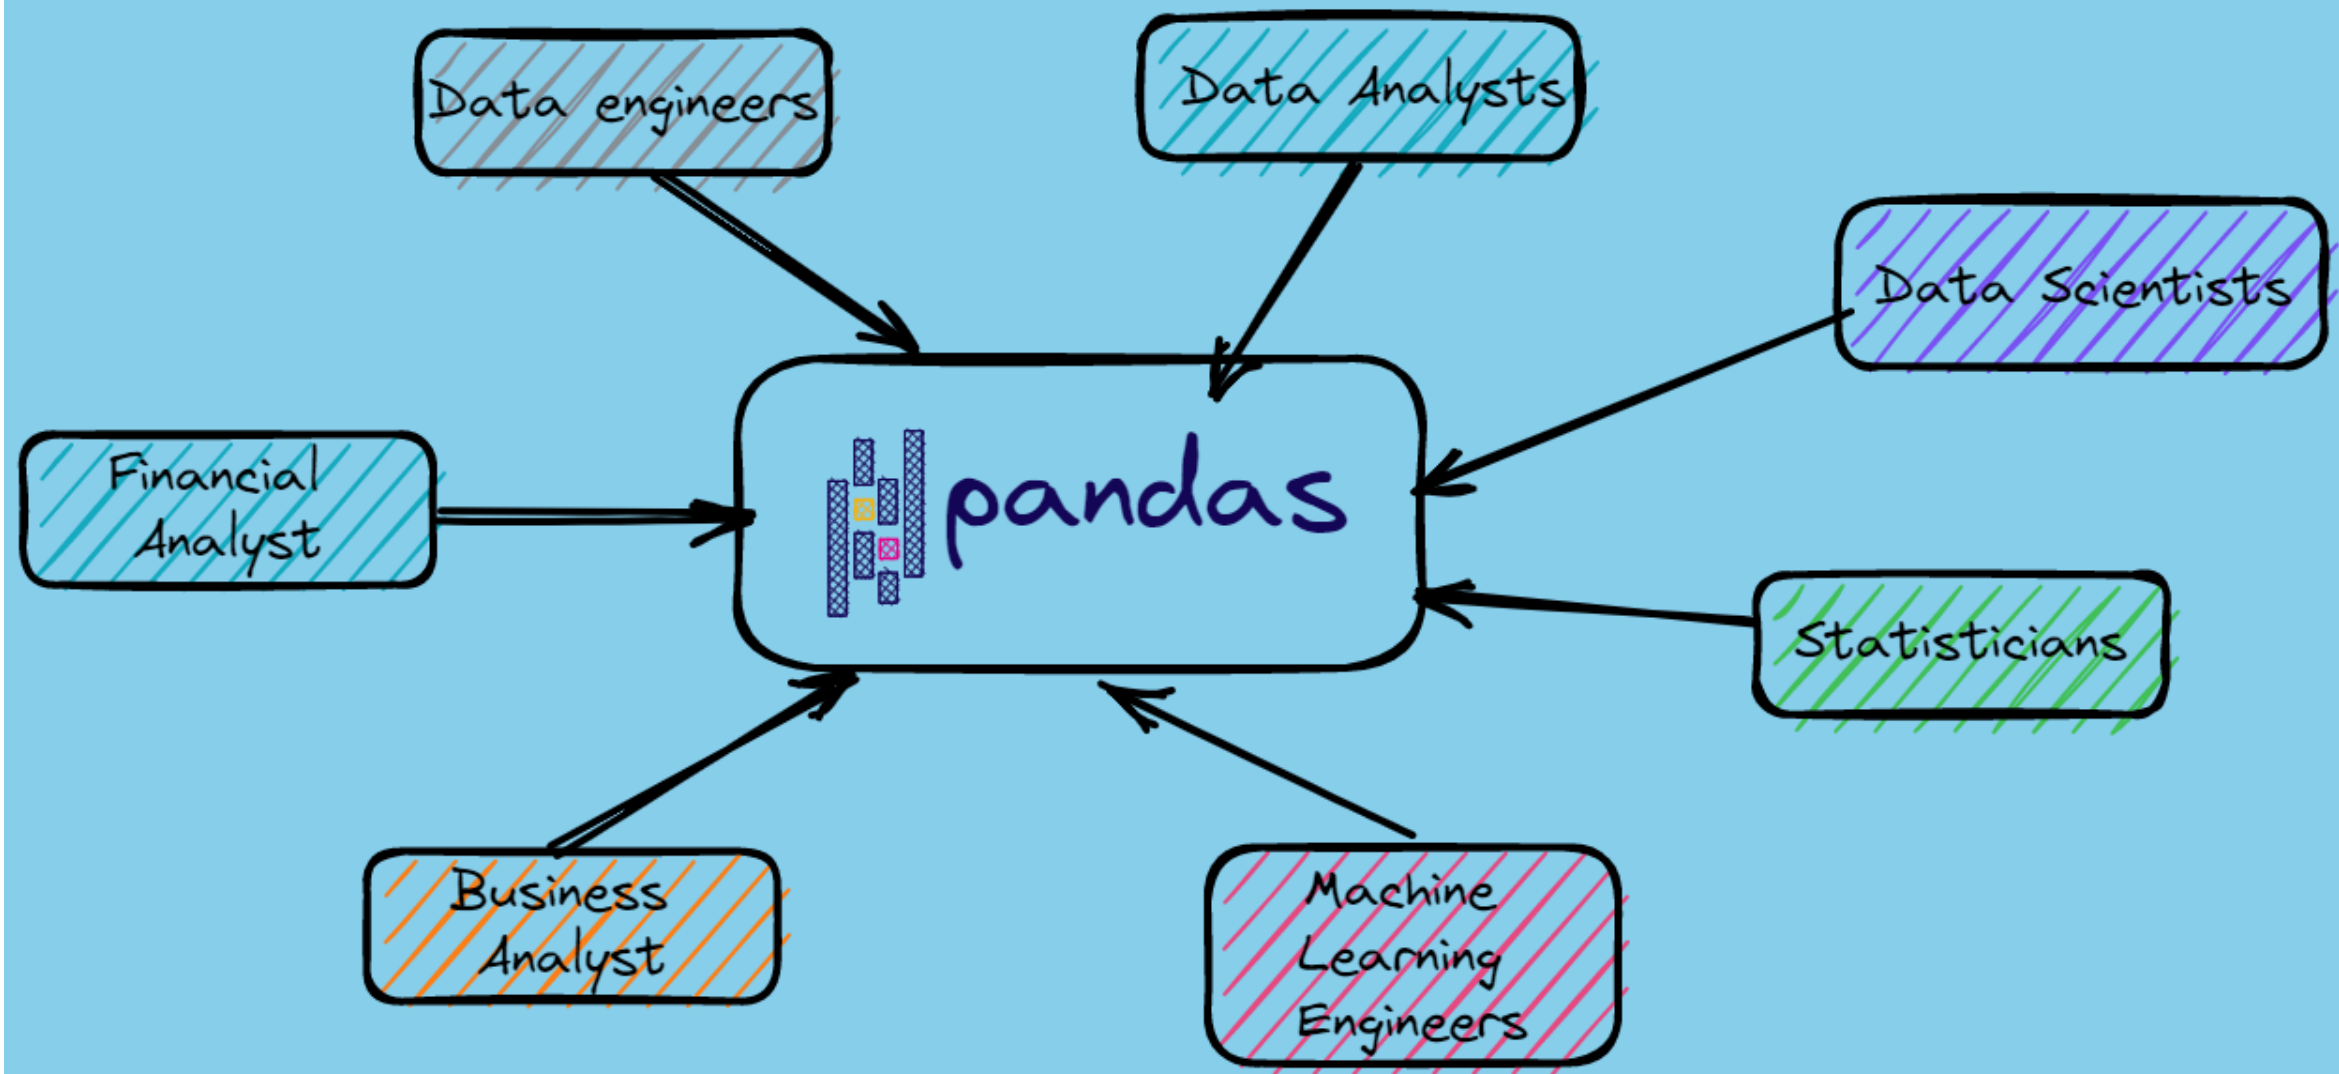 Data engineers
Data Analysts
Data Scientists
Financial
Analyst
pandas
Statisticians
Business
Analyst
Machine
Learning
Engineers